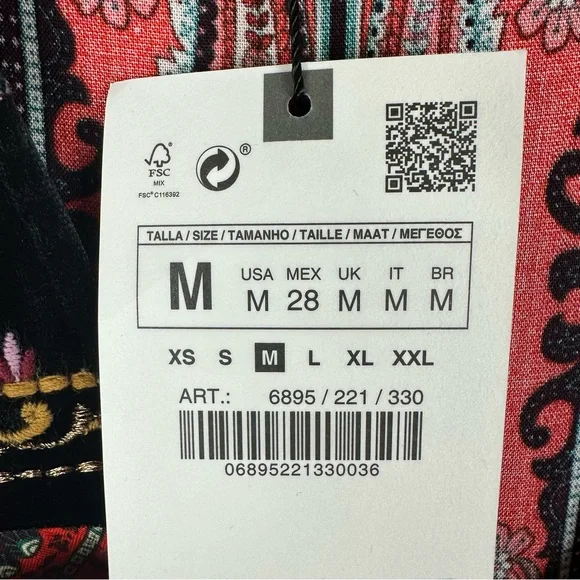 ®
FSC
MIX
FSC® C116392
TALLA / SIZE / TAMANHO / TAILLE / MAAT / ΜΕΓΕΘΟΣ
M USA MEX UK IT BR
M 28 M M M
XS S M L XL XXL
ART.: 6895 / 221 / 330
06895221330036